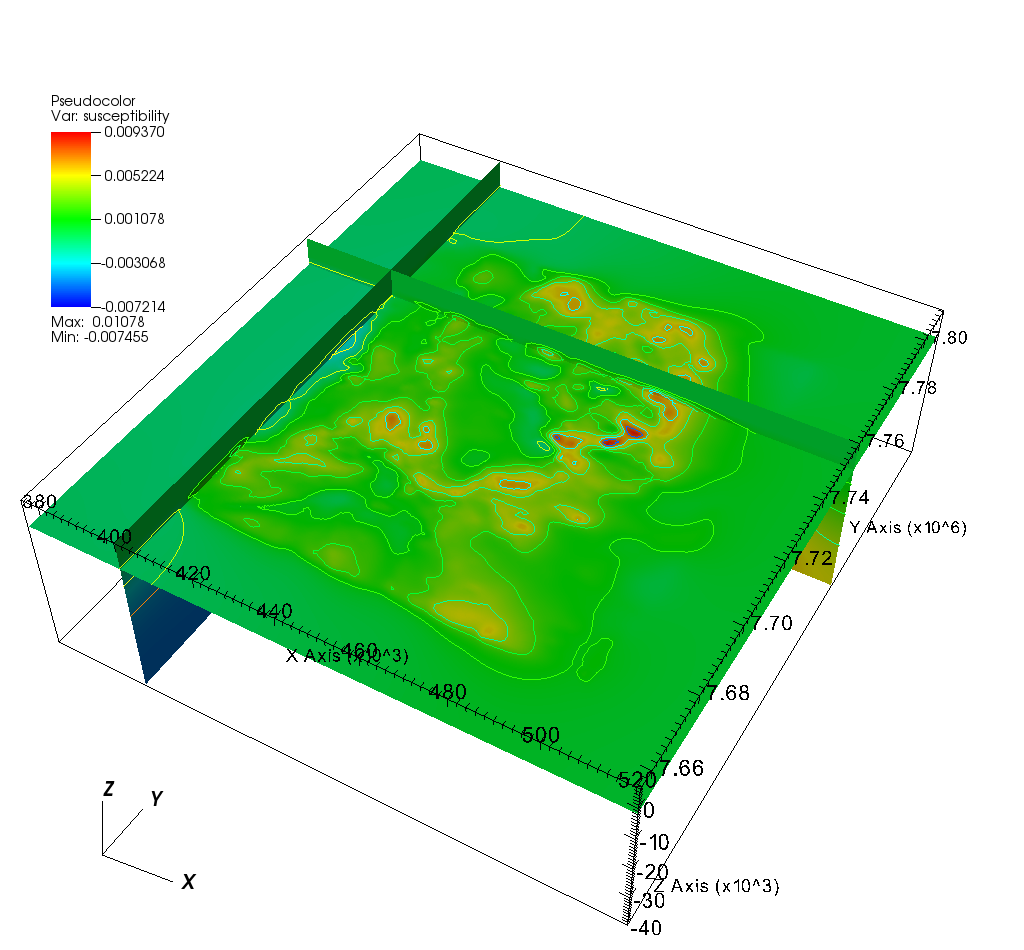 Pseudocolor
Var: susceptibility
0.009370
0.005224
0.001078
-0.003068
-0.007214
Max: 0.01078
Min: -0.007455
380
400
420
440
460
480
500
520
X Axis (x10^3)
7.80
7.78
7.76
7.74
7.72
7.70
7.68
7.66
Y Axis (x10^6)
0
-10
-20
-30
-40
Z Axis (x10^3)
Z
Y
X